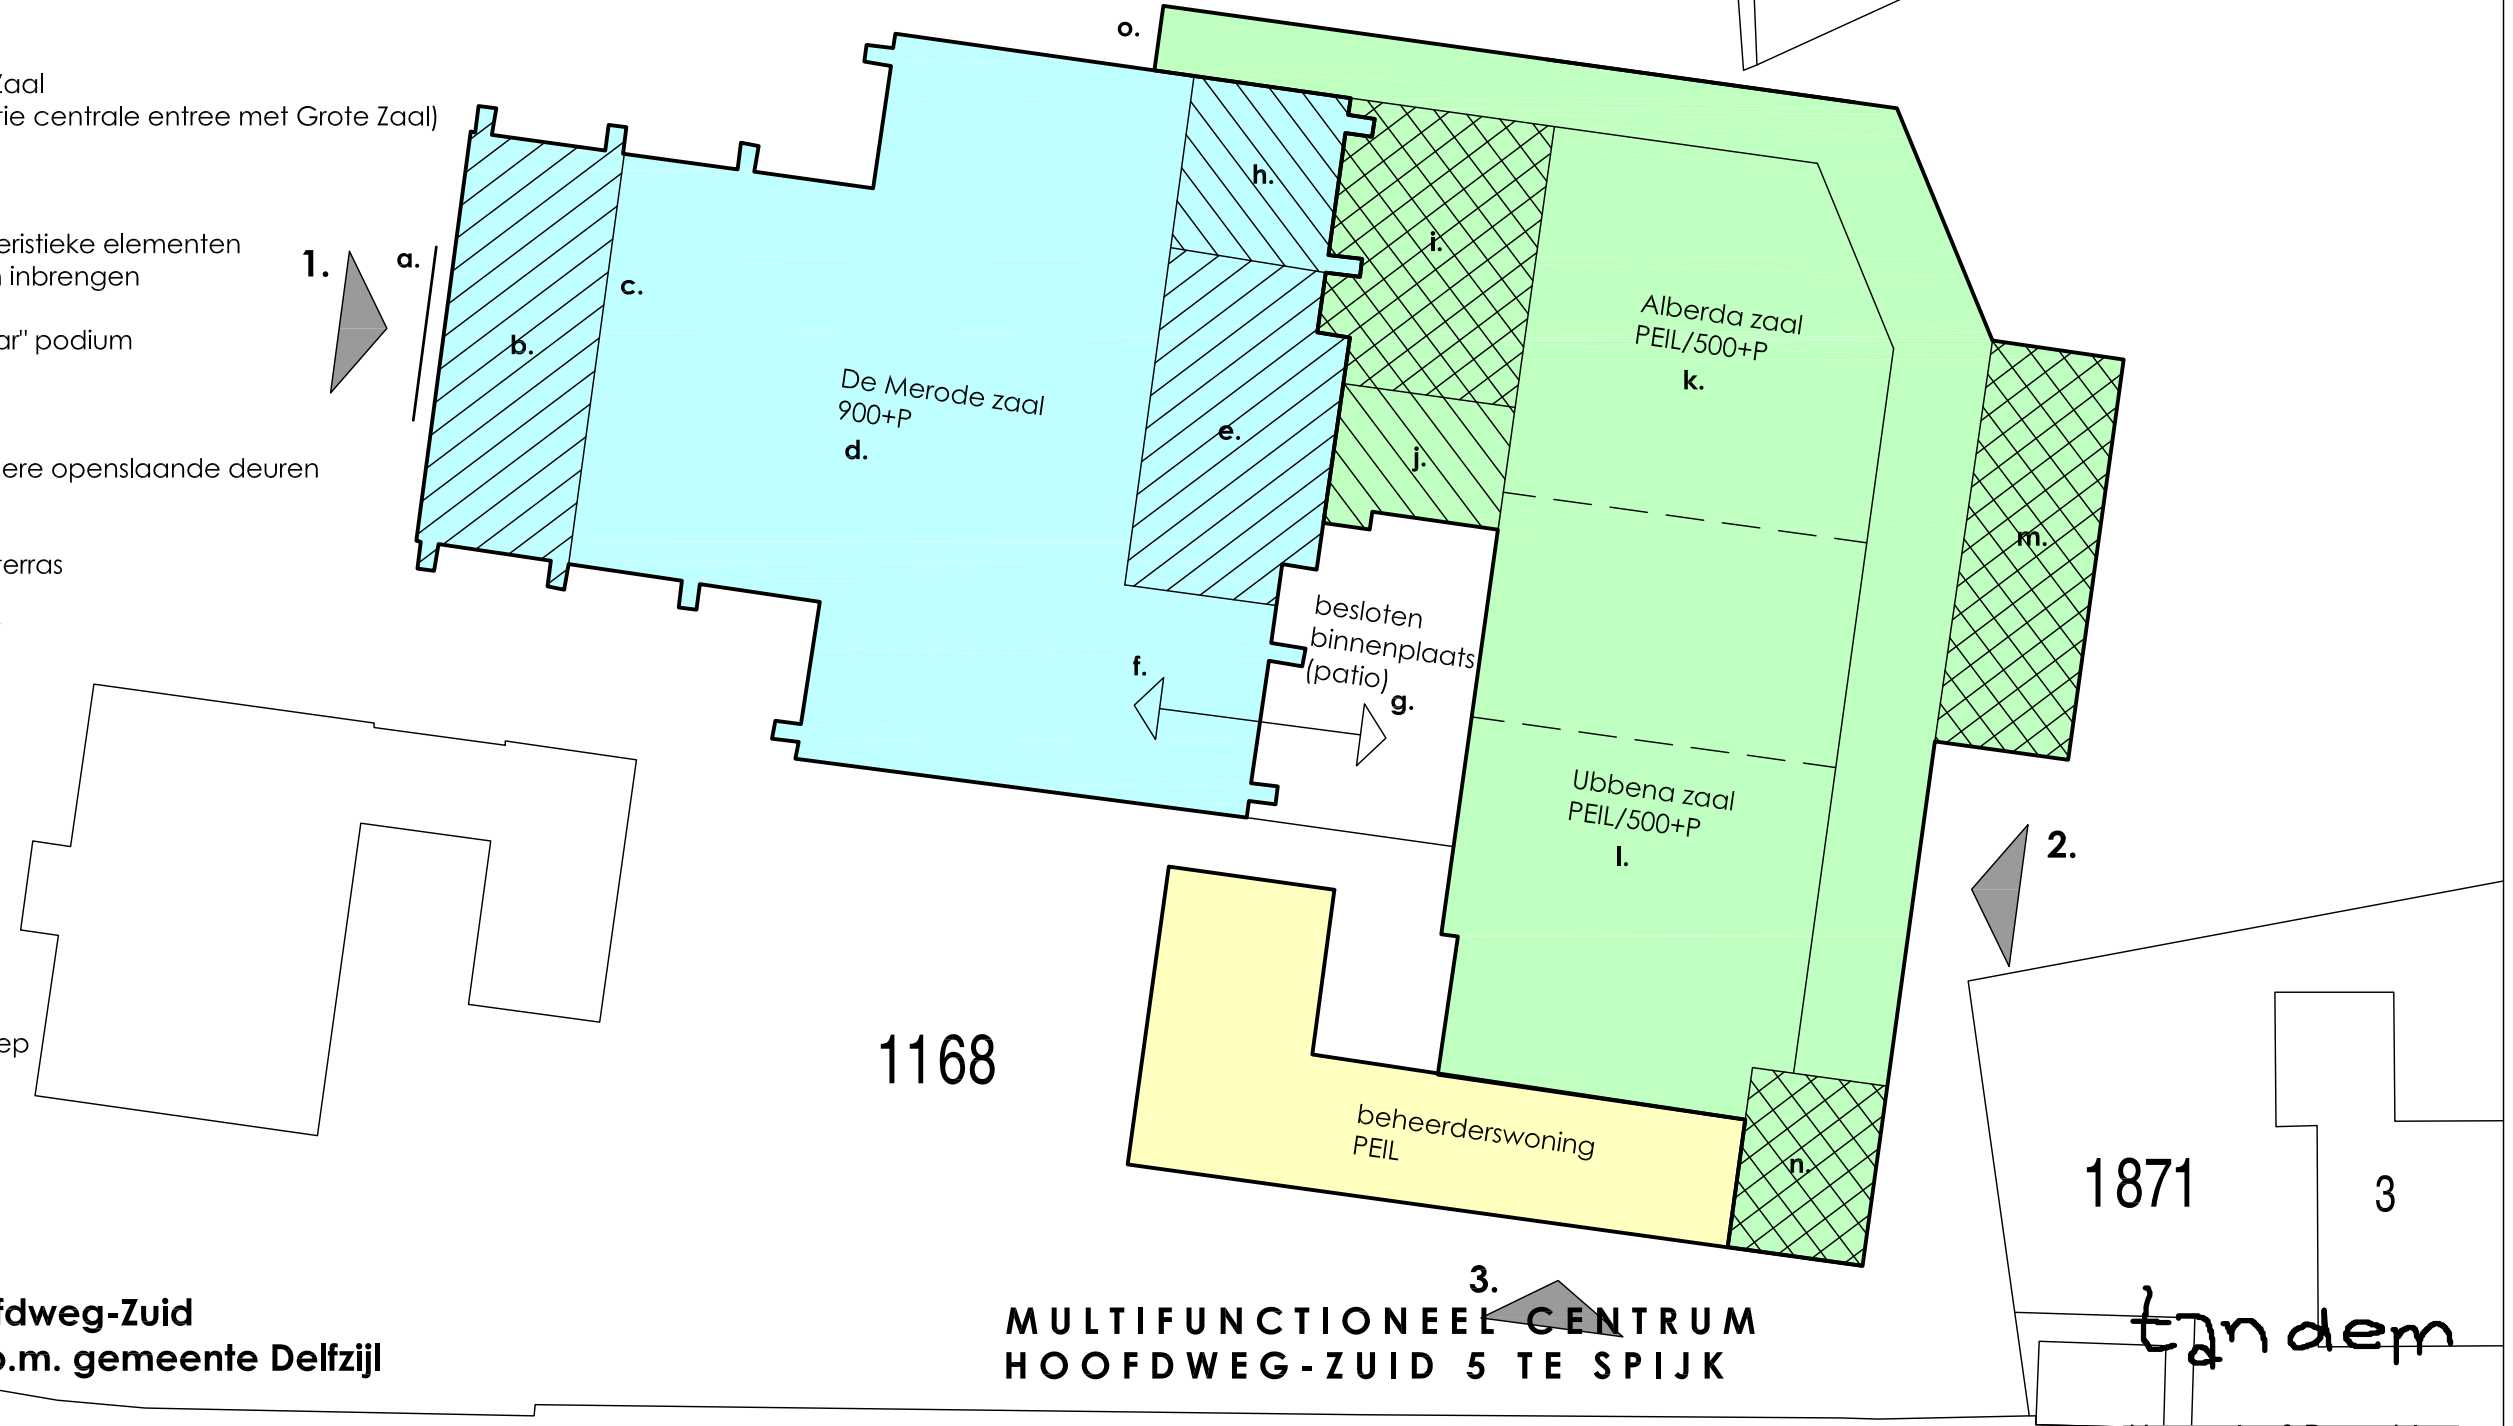 o.
Zaal
tie centrale entree met Grote Zaal)
eristieke elementen
inbrengen
ar" podium
ere openslaande deuren
terras
ep
1.
a.
b.
c.
De Merode zaal
900+P
d.
h.
e.
i.
j.
Alberda zaal
PEIL/500+P
k.
m.
f.
besloten
binnenplaats
(patio)
g.
Ubbena zaal
PEIL/500+P
l.
2.
1168
beheerderswoning
PEIL
n.
1871
3
3.
fdweg-Zuid
o.m. gemeente Delfzijl
MULTIFUNCTIONEEL CENTRUM
HOOFDWEG-ZUID 5 TE SPIJK
tandem